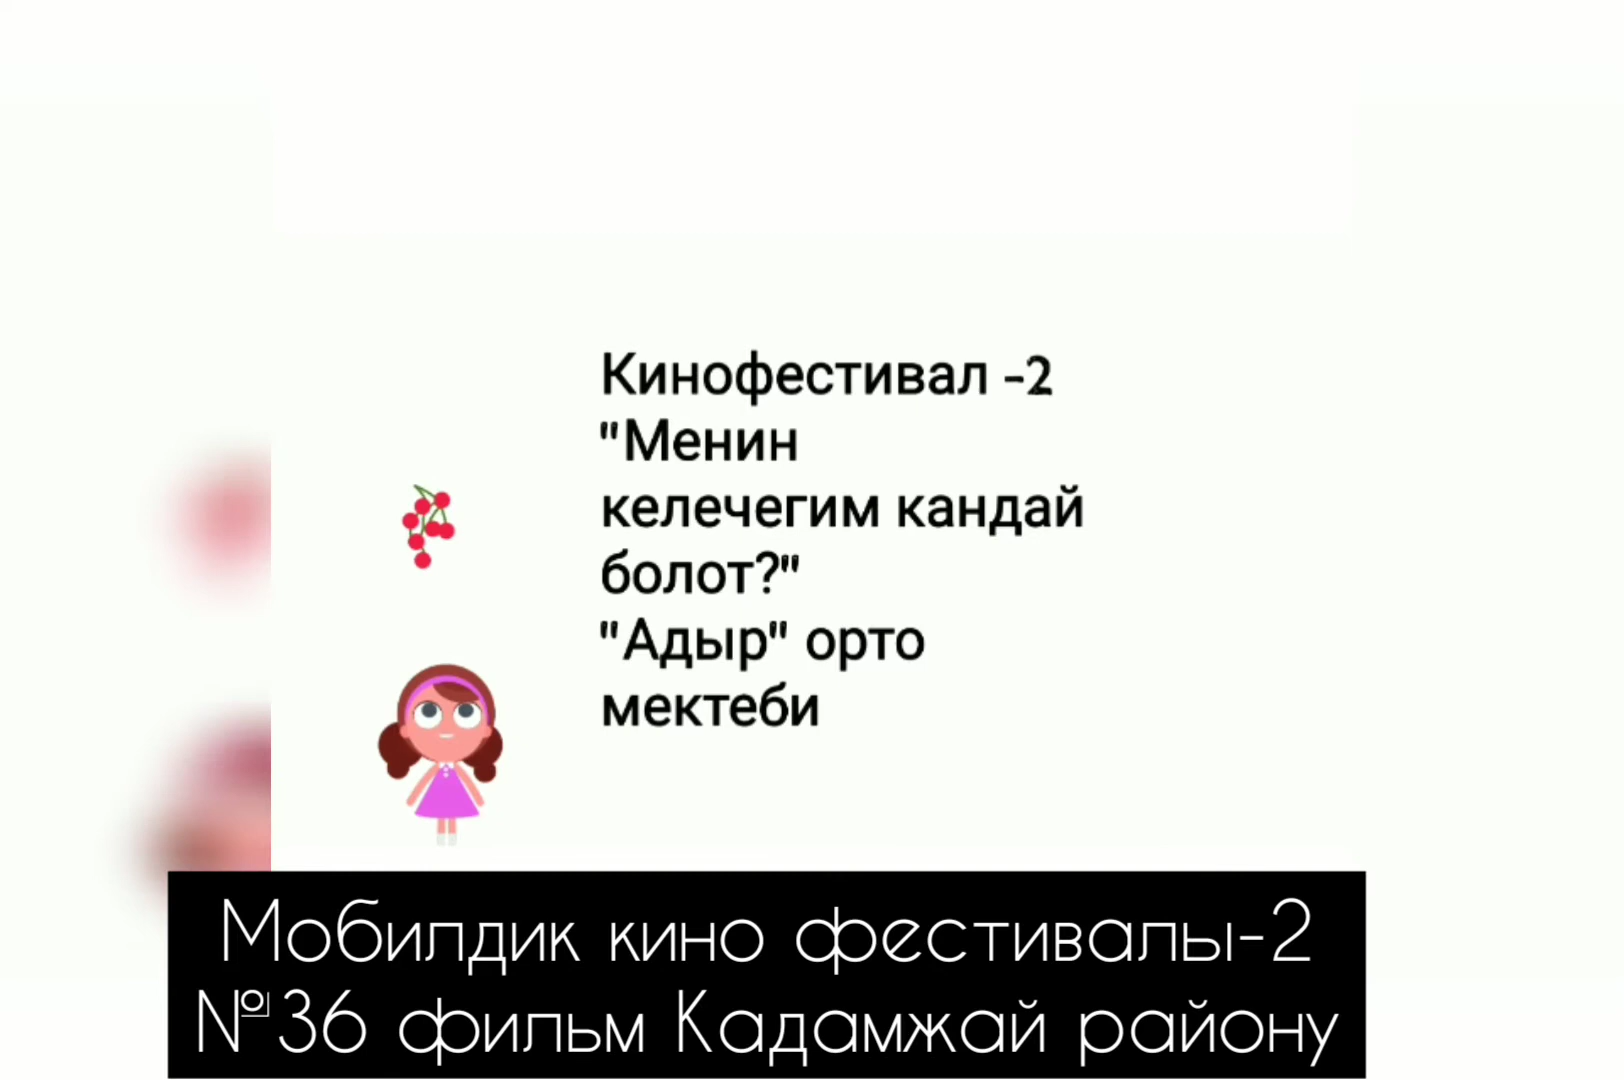 Кинофестивал -2
"Менин
келечегим кандай
болот?"
"Адыр" орто
мектеби
Мобилдик кино фестивалы-2
№36 фильм Кадамжай району